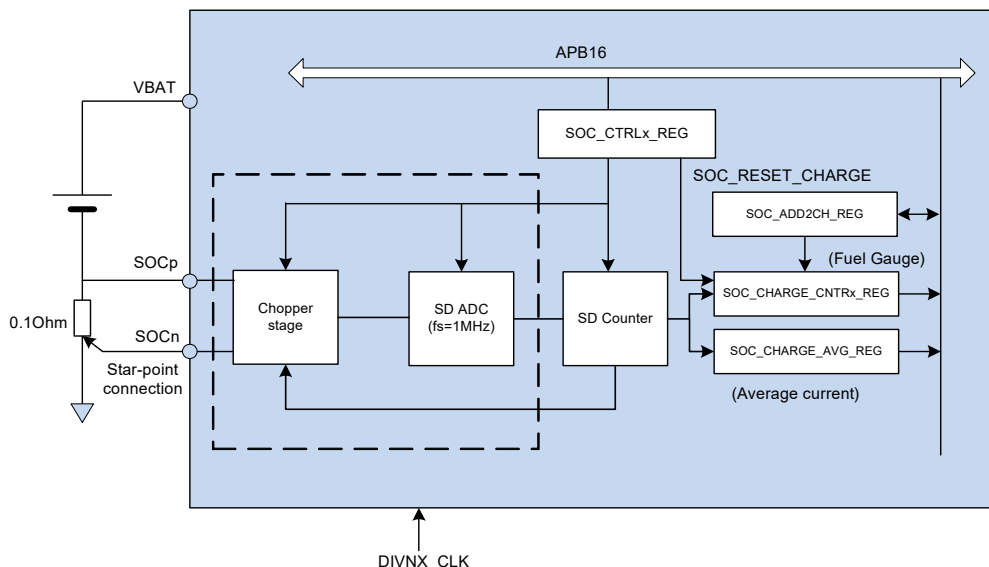 APB16
VBAT
SOC_CTRLx_REG
SOC_RESET_CHARGE
SOC_ADD2CH_REG
(Fuel Gauge)
SOCp
SOC_CHARGE_CNTRx_REG
Chopper
stage
SD ADC
(fs=1MHz)
SD Counter
0.1Ohm
SOCn
SOC_CHARGE_AVG_REG
Star-point
connection
(Average current)
DIVNX_CLK